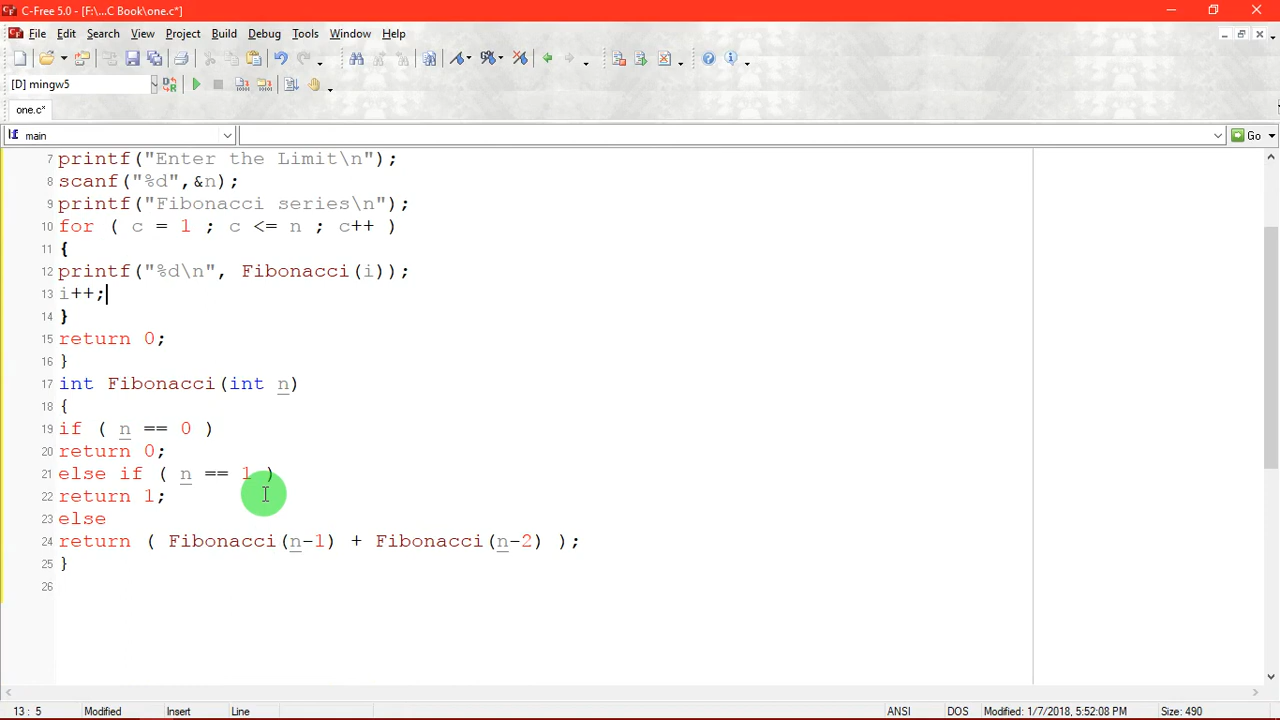 C-Free 5.0 - [F:\...C Book\one.c*]
File Edit Search View Project Build Debug Tools Window Help
[D] mingw5
one.c*
main
Go
7 printf("Enter the Limit\n");
8 scanf("%d",&n);
9 printf("Fibonacci series\n");
10 for ( c = 1 ; c <= n ; c++ )
11 {
12 printf("%d\n", Fibonacci(i));
13 i++;
14 }
15 return 0;
16 }
17 int Fibonacci(int n)
18 {
19 if ( n == 0 )
20 return 0;
21 else if ( n == 1 )
22 return 1;
23 else
24 return ( Fibonacci(n-1) + Fibonacci(n-2) );
25 }
26
13 : 5 Modified Insert Line ANSI DOS Modified: 1/7/2018, 5:52:08 PM Size: 490